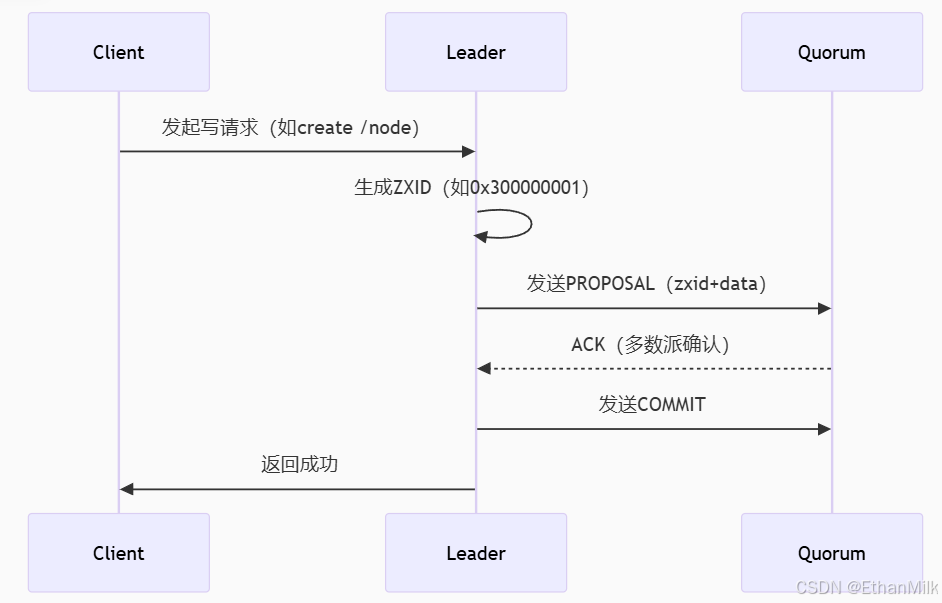 Client Leader Quorum
发起写请求（如create /node）
生成ZXID（如0x300000001）
发送PROPOSAL（zxid+data）
ACK（多数派确认）
发送COMMIT
返回成功
Client Leader Quorum
CSDN @EthanMilk